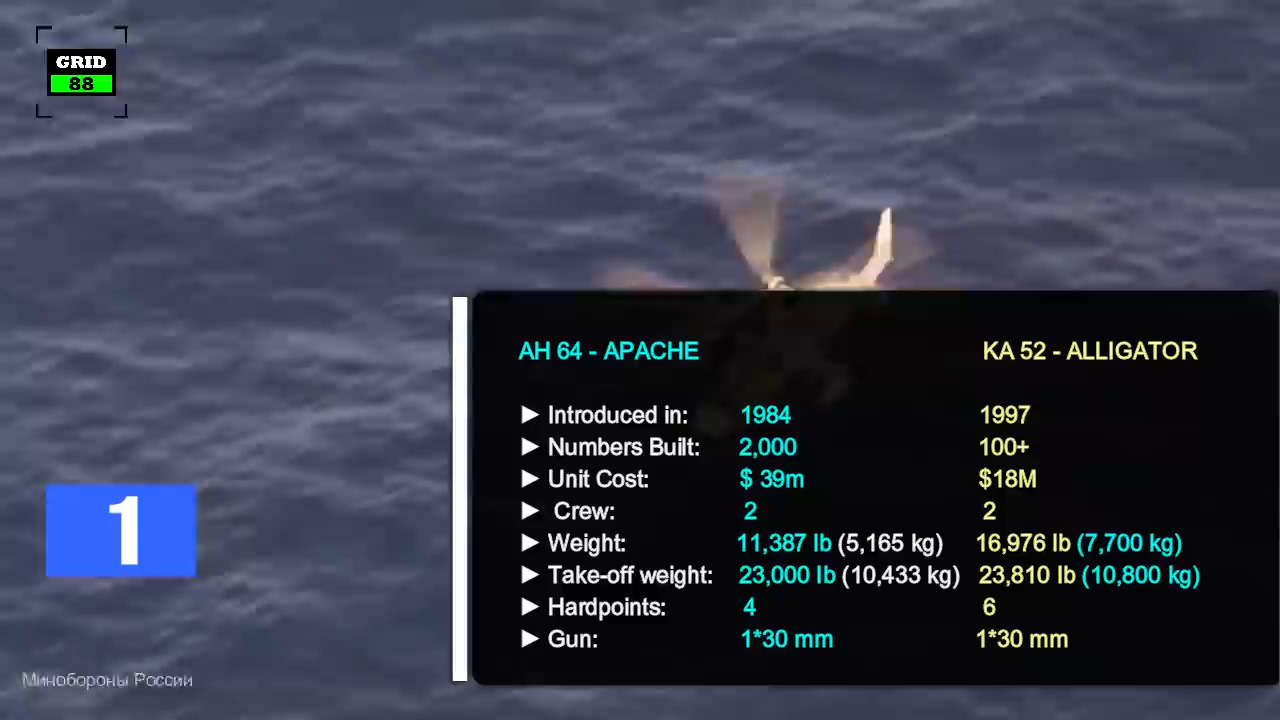 GRID
88
AH 64 - APACHE KA 52 - ALLIGATOR
► Introduced in: 1984 1997
► Numbers Built: 2,000 100+
► Unit Cost: $ 39m $18M
► Crew: 2 2
► Weight: 11,387 lb (5,165 kg) 16,976 lb (7,700 kg)
► Take-off weight: 23,000 lb (10,433 kg) 23,810 lb (10,800 kg)
► Hardpoints: 4 6
► Gun: 1*30 mm 1*30 mm
1
Минобороны России